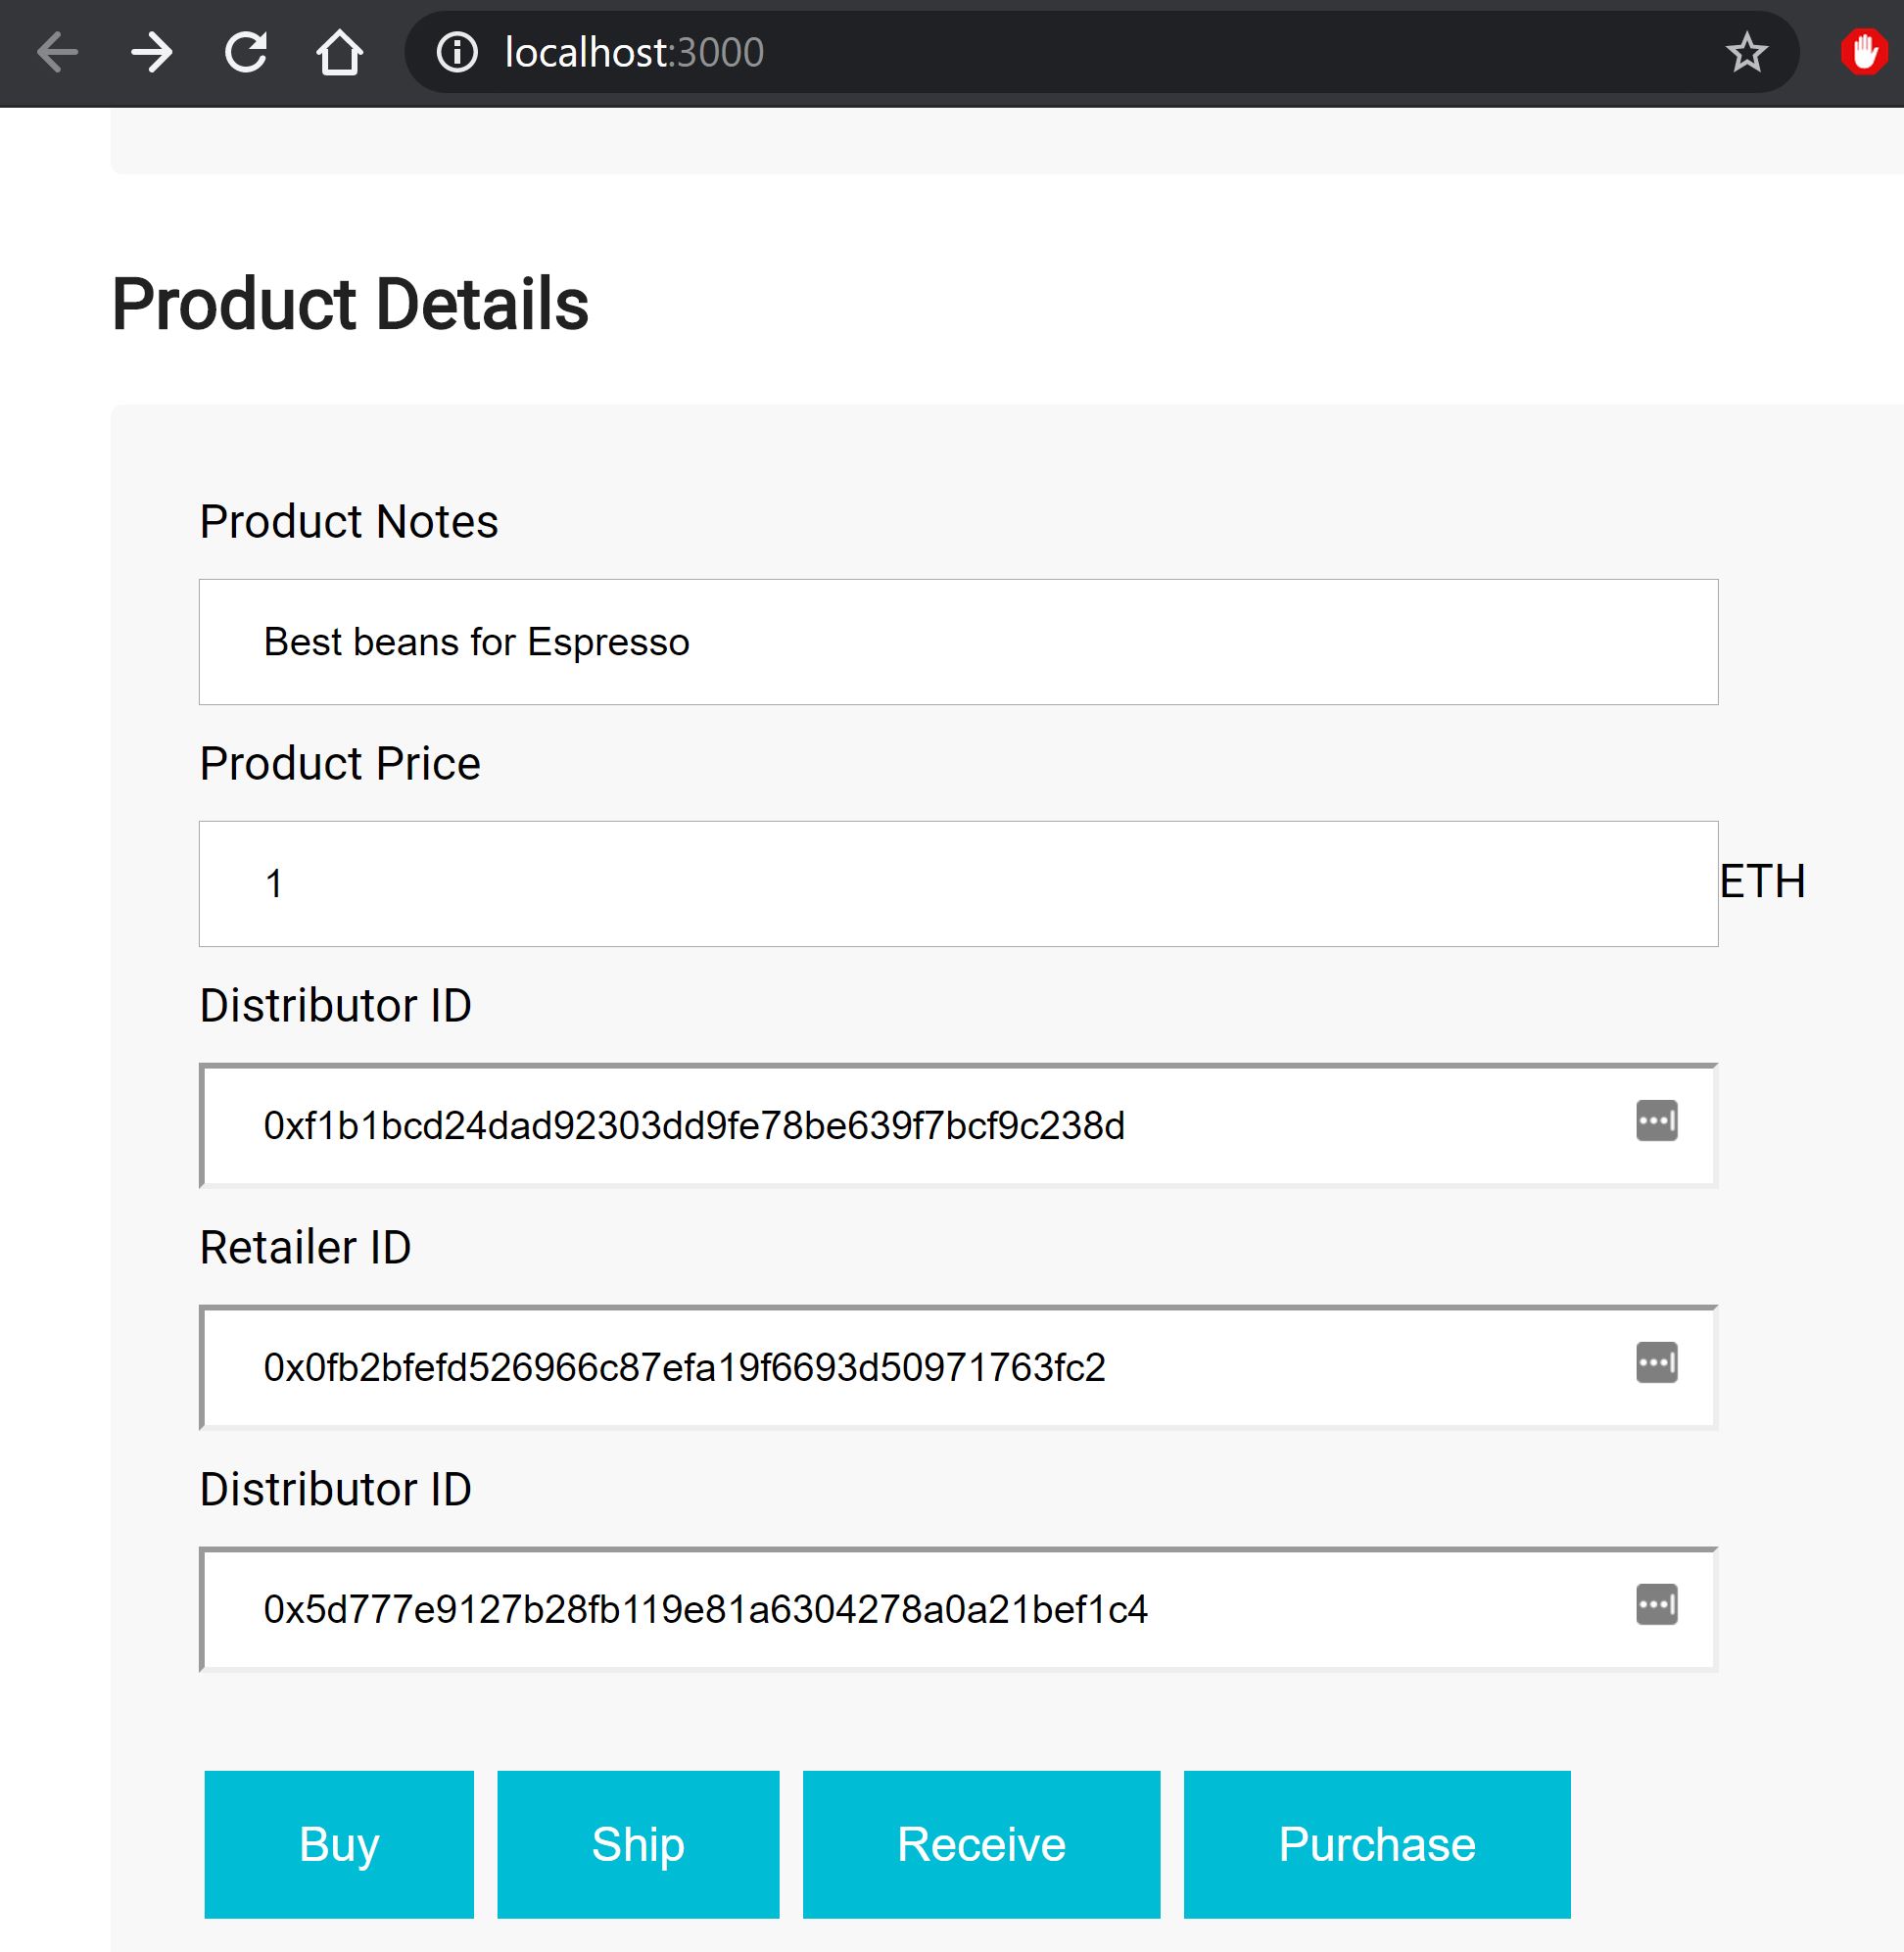 localhost:3000
Product Details
Product Notes
Best beans for Espresso
Product Price
1 ETH
Distributor ID
0xf1b1bcd24dad92303dd9fe78be639f7bcf9c238d
Retailer ID
0x0fb2bfefd526966c87efa19f6693d50971763fc2
Distributor ID
0x5d777e9127b28fb119e81a6304278a0a21bef1c4
Buy Ship Receive Purchase